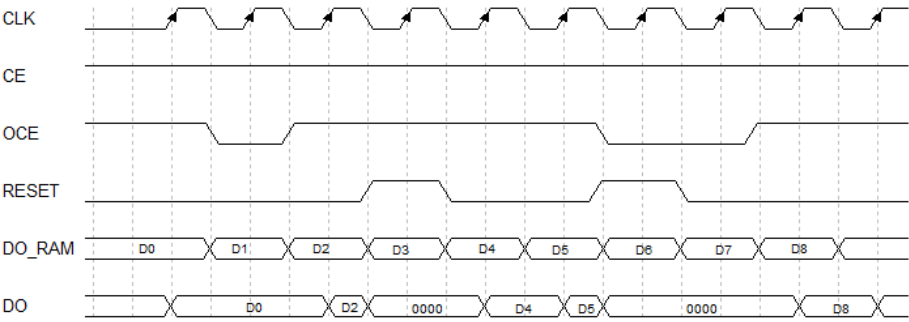 CLK
CE
OCE
RESET
DO_RAM D0 D1 D2 D3 D4 D5 D6 D7 D8
DO D0 D2 0000 D4 D5 0000 D8